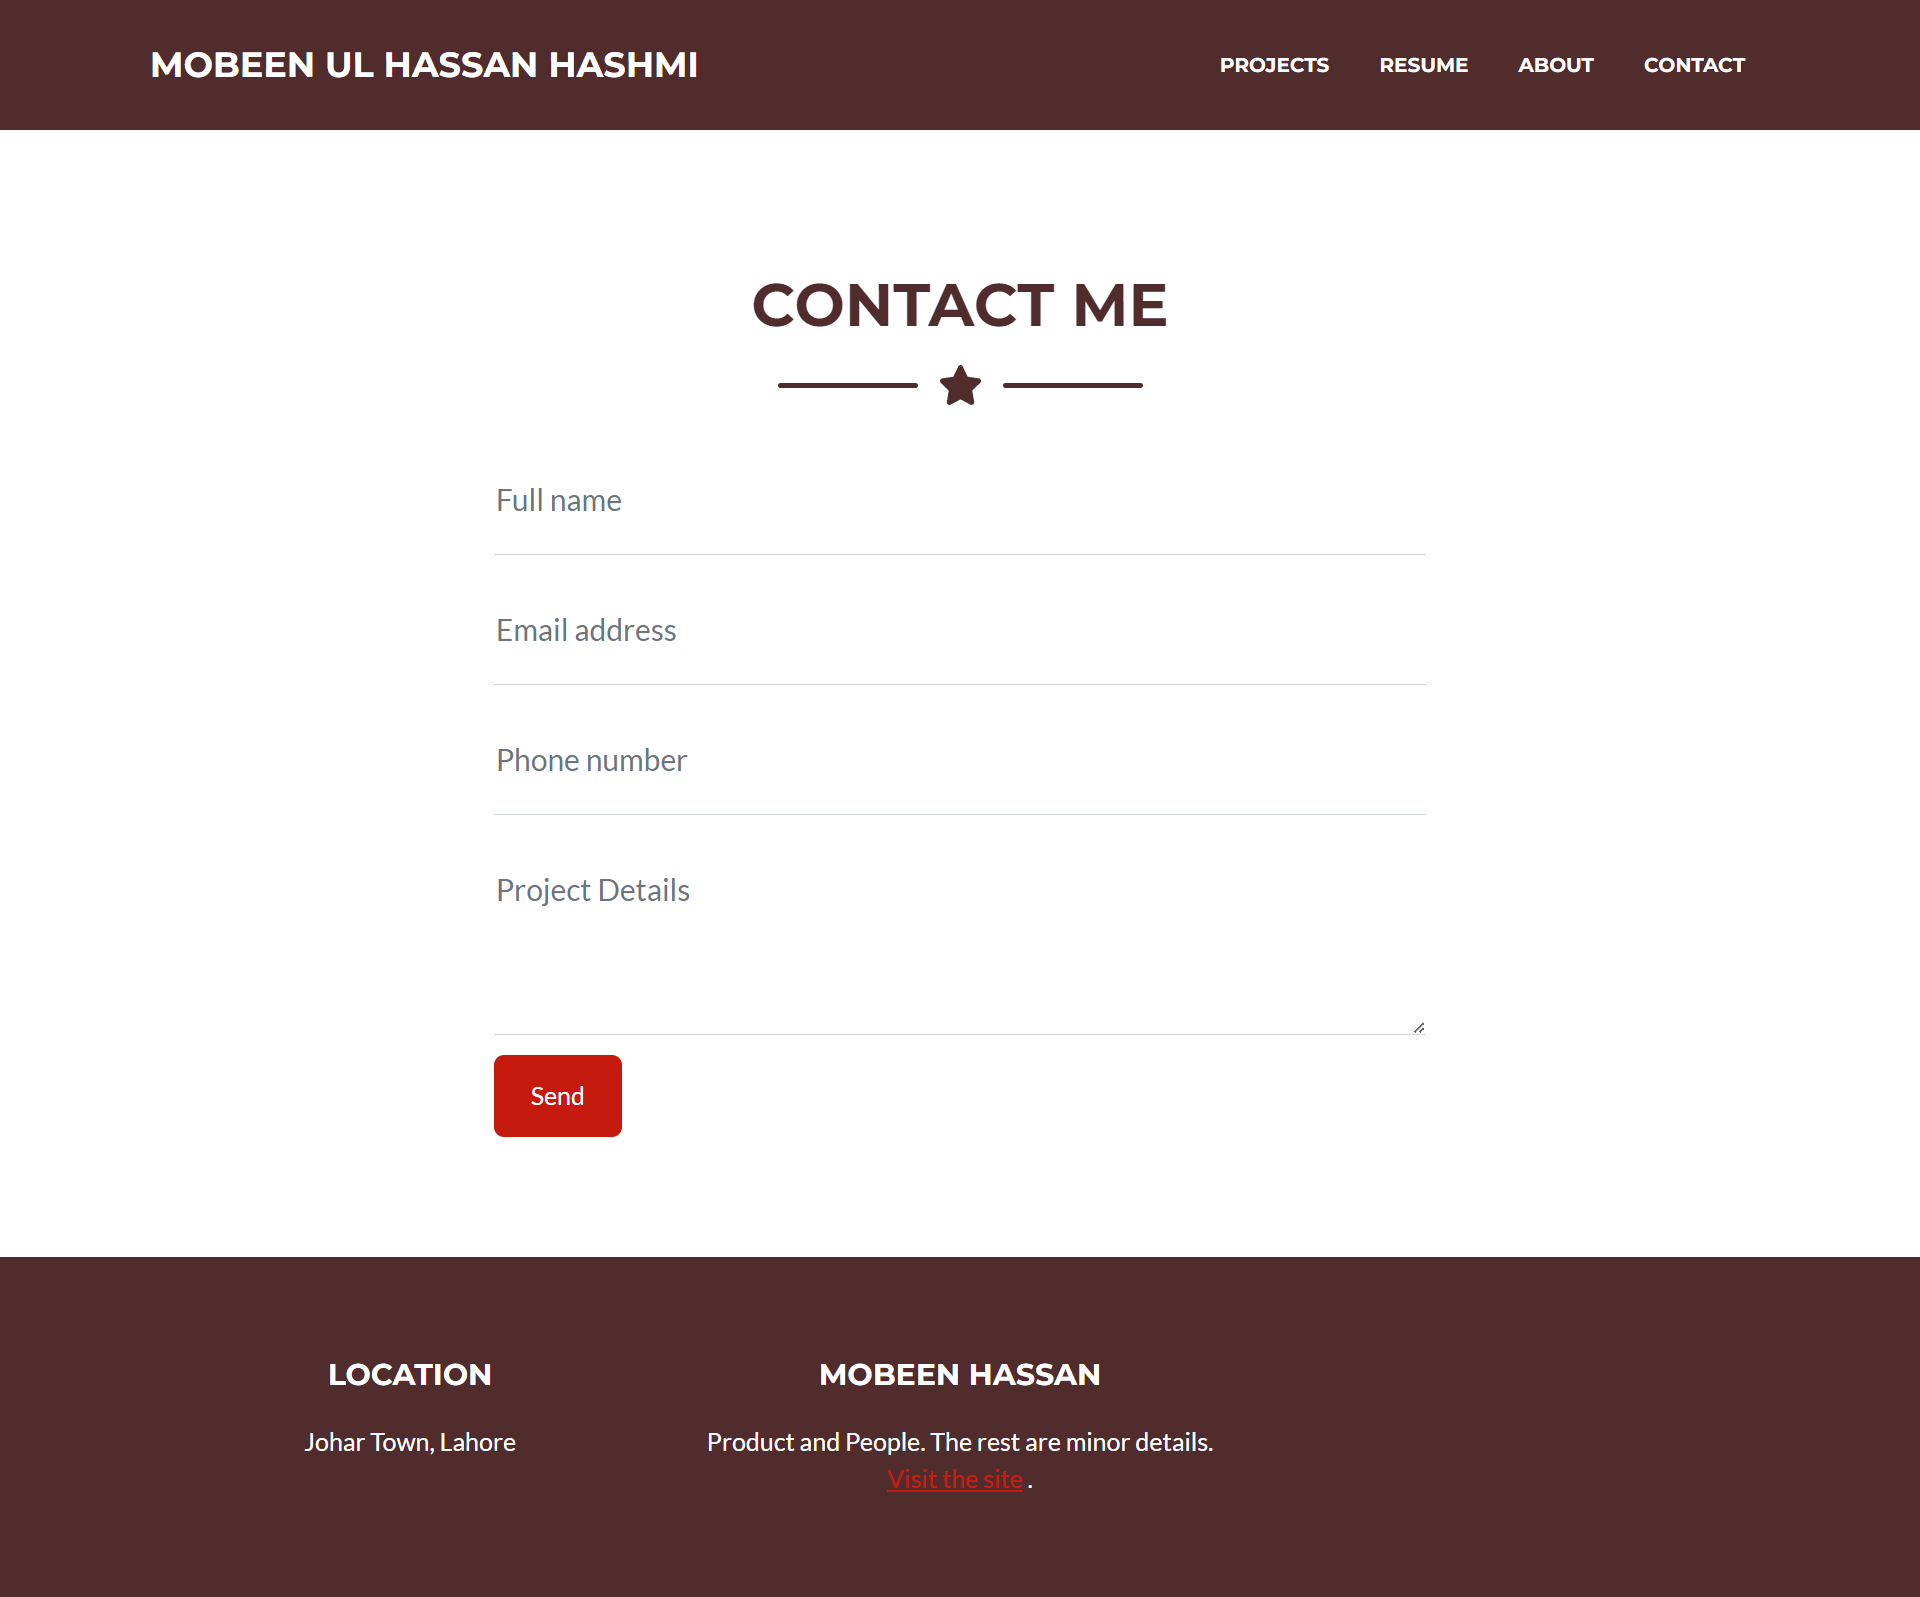 MOBEEN UL HASSAN HASHMI
PROJECTS RESUME ABOUT CONTACT
CONTACT ME
Full name
Email address
Phone number
Project Details
Send
LOCATION
Johar Town, Lahore
MOBEEN HASSAN
Product and People. The rest are minor details.
Visit the site .